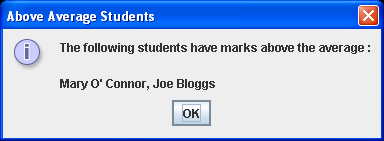 Above Average Students
The following students have marks above the average :
Mary O' Connor, Joe Bloggs
OK